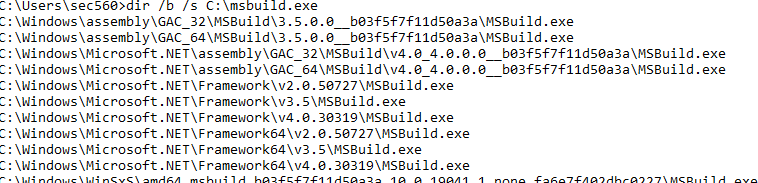 C:\Users\sec560>dir /b /s C:\msbuild.exe
C:\Windows\assembly\GAC_32\MSBuild\3.5.0.0__b03f5f7f11d50a3a\MSBuild.exe
C:\Windows\assembly\GAC_64\MSBuild\3.5.0.0__b03f5f7f11d50a3a\MSBuild.exe
C:\Windows\Microsoft.NET\assembly\GAC_32\MSBuild\v4.0_4.0.0.0__b03f5f7f11d50a3a\MSBuild.exe
C:\Windows\Microsoft.NET\assembly\GAC_64\MSBuild\v4.0_4.0.0.0__b03f5f7f11d50a3a\MSBuild.exe
C:\Windows\Microsoft.NET\Framework\v2.0.50727\MSBuild.exe
C:\Windows\Microsoft.NET\Framework\v3.5\MSBuild.exe
C:\Windows\Microsoft.NET\Framework\v4.0.30319\MSBuild.exe
C:\Windows\Microsoft.NET\Framework64\v2.0.50727\MSBuild.exe
C:\Windows\Microsoft.NET\Framework64\v3.5\MSBuild.exe
C:\Windows\Microsoft.NET\Framework64\v4.0.30319\MSBuild.exe
C:\Windows\WinSxS\amd64_msbuild_b03f5f7f11d50a3a_10.0.19041.1_none_fa6e7f402dbc0227\MSBuild.exe